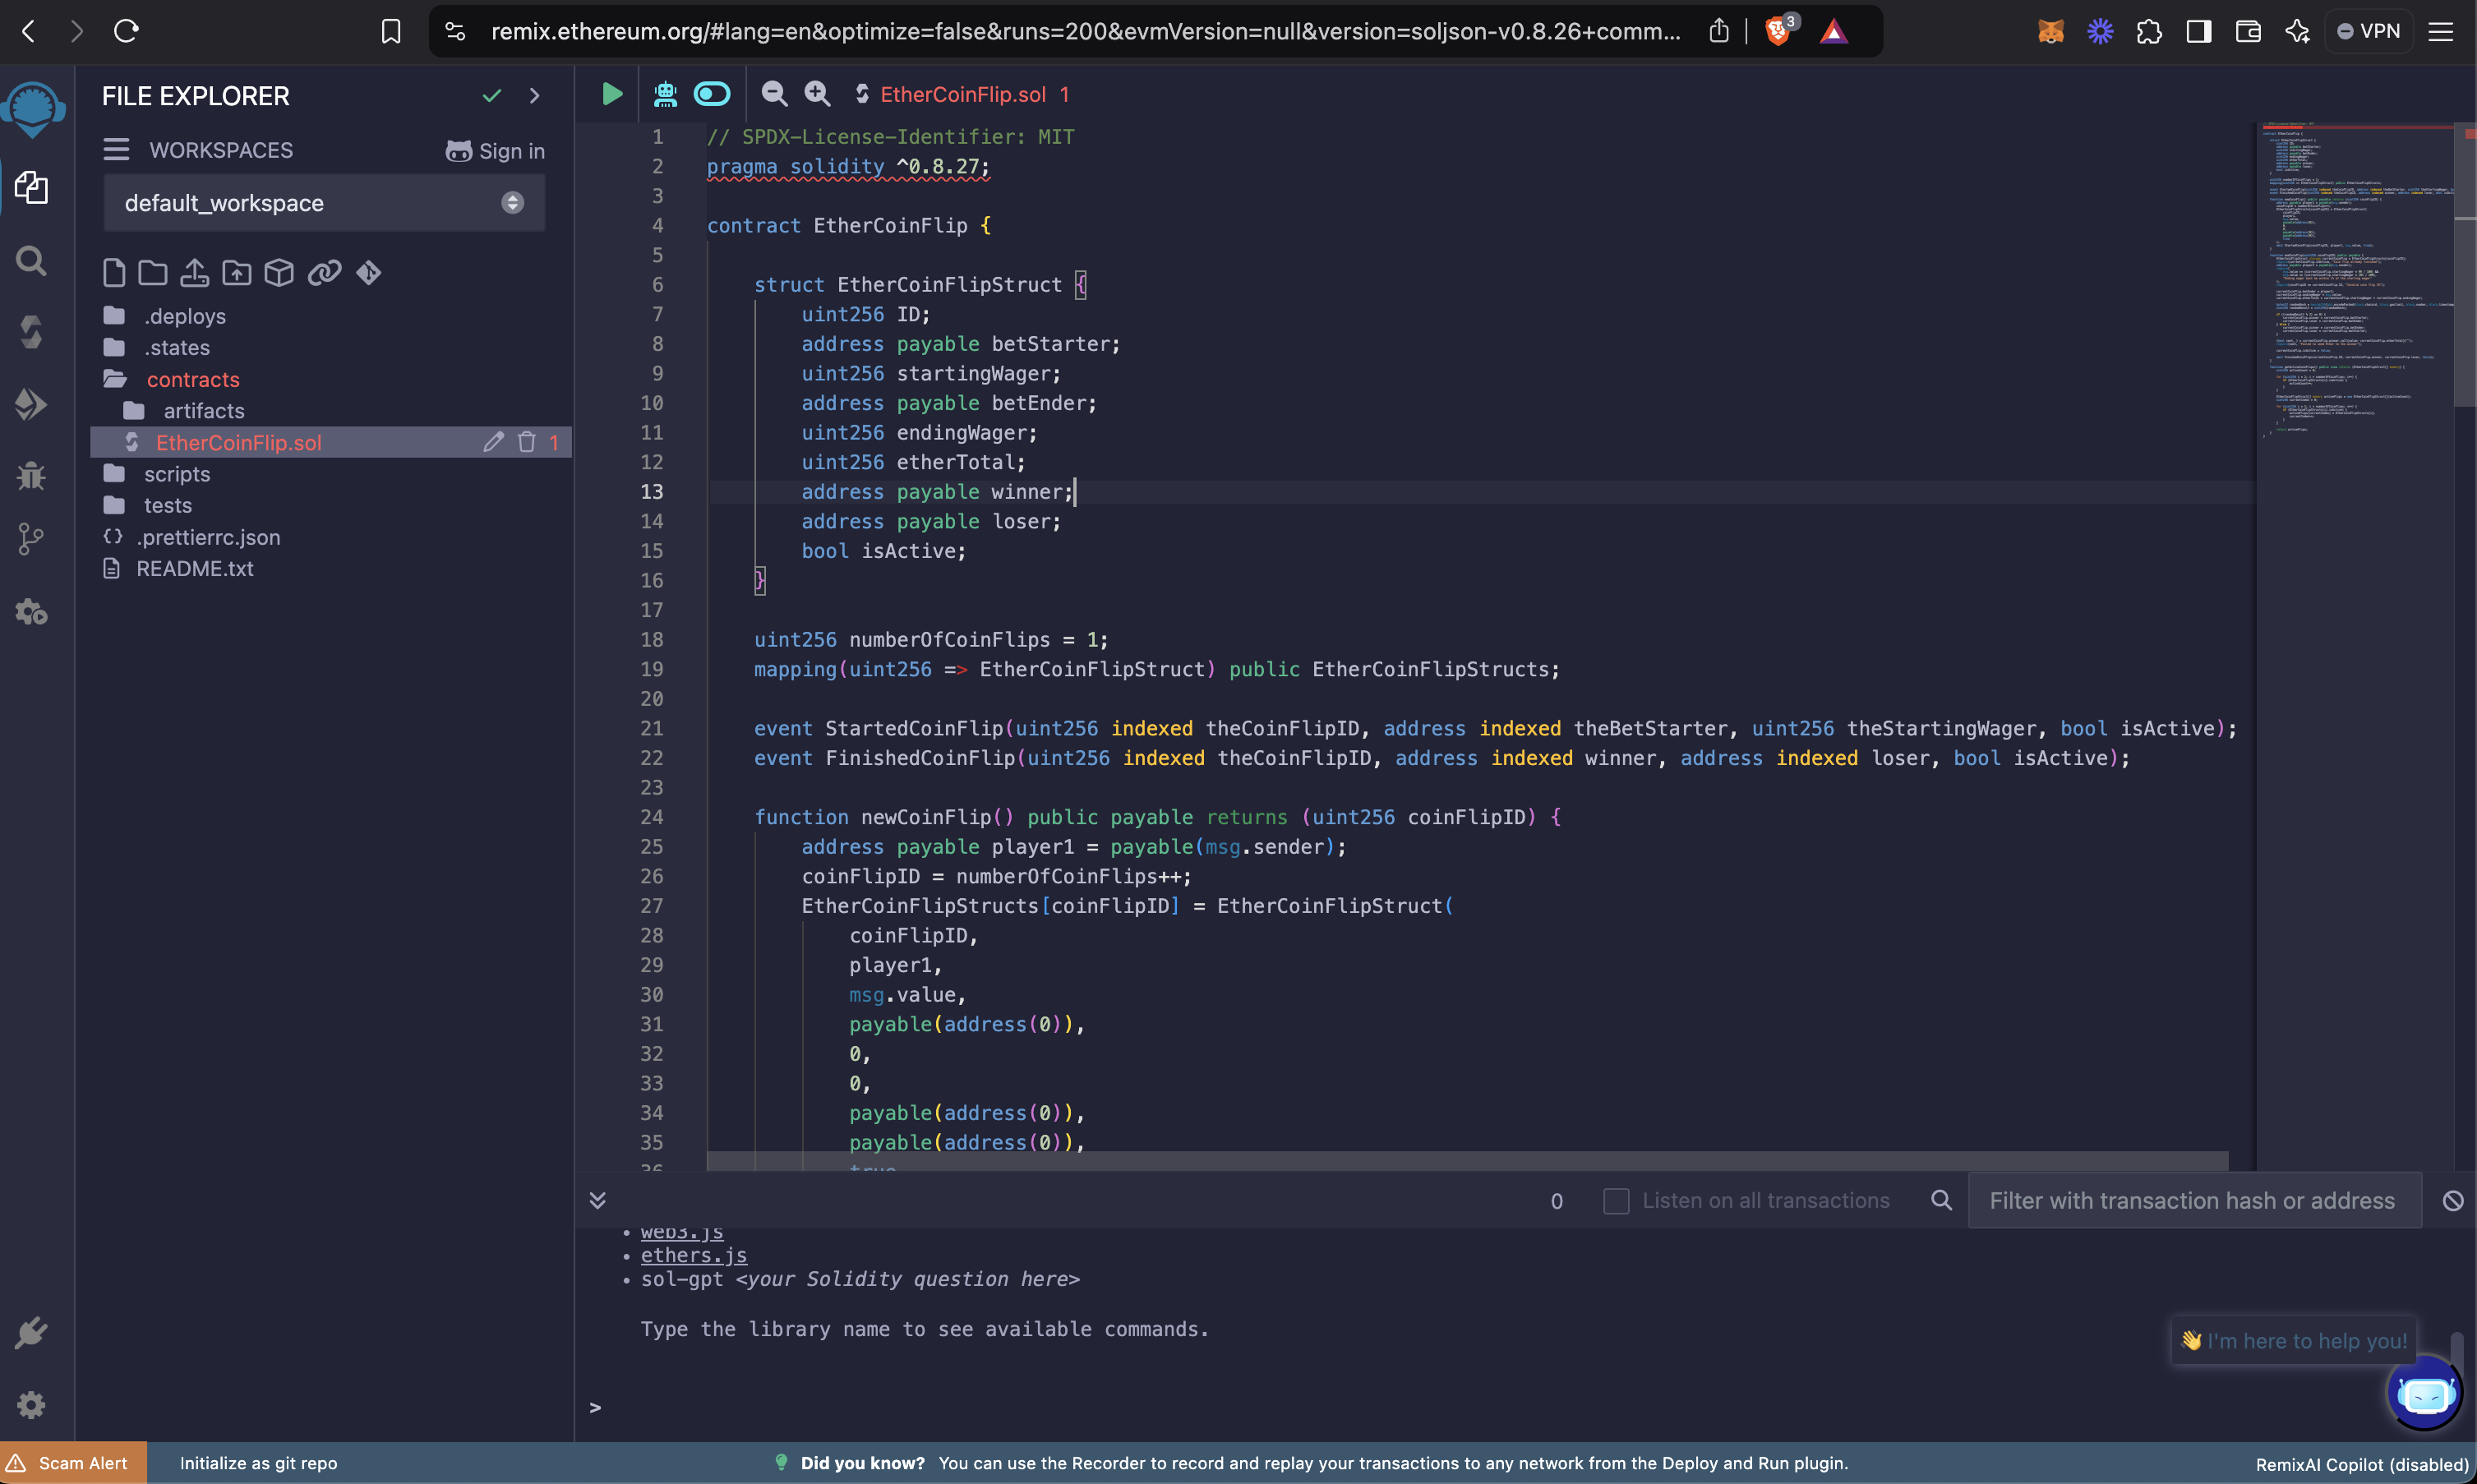 remix.ethereum.org/#lang=en&optimize=false&runs=200&evmVersion=null&version=soljson-v0.8.26+comm...
3
VPN
FILE EXPLORER
WORKSPACES
Sign in
default_workspace
.deploys
.states
contracts
artifacts
EtherCoinFlip.sol 1
scripts
tests
.prettierrc.json
README.txt
EtherCoinFlip.sol 1
1 // SPDX-License-Identifier: MIT
2 pragma solidity ^0.8.27;
3
4 contract EtherCoinFlip {
5
6 struct EtherCoinFlipStruct {
7 uint256 ID;
8 address payable betStarter;
9 uint256 startingWager;
10 address payable betEnder;
11 uint256 endingWager;
12 uint256 etherTotal;
13 address payable winner;
14 address payable loser;
15 bool isActive;
16 }
17
18 uint256 numberOfCoinFlips = 1;
19 mapping(uint256 => EtherCoinFlipStruct) public EtherCoinFlipStructs;
20
21 event StartedCoinFlip(uint256 indexed theCoinFlipID, address indexed theBetStarter, uint256 theStartingWager, bool isActive);
22 event FinishedCoinFlip(uint256 indexed theCoinFlipID, address indexed winner, address indexed loser, bool isActive);
23
24 function newCoinFlip() public payable returns (uint256 coinFlipID) {
25 address payable player1 = payable(msg.sender);
26 coinFlipID = numberOfCoinFlips++;
27 EtherCoinFlipStructs[coinFlipID] = EtherCoinFlipStruct(
28 coinFlipID,
29 player1,
30 msg.value,
31 payable(address(0)),
32 0,
33 0,
34 payable(address(0)),
35 payable(address(0)),
36 true
0
Listen on all transactions
Filter with transaction hash or address
• web3.js
• ethers.js
• sol-gpt <your Solidity question here>
Type the library name to see available commands.
>
👋 I'm here to help you!
Scam Alert
Initialize as git repo
Did you know? You can use the Recorder to record and replay your transactions to any network from the Deploy and Run plugin.
RemixAI Copilot (disabled)